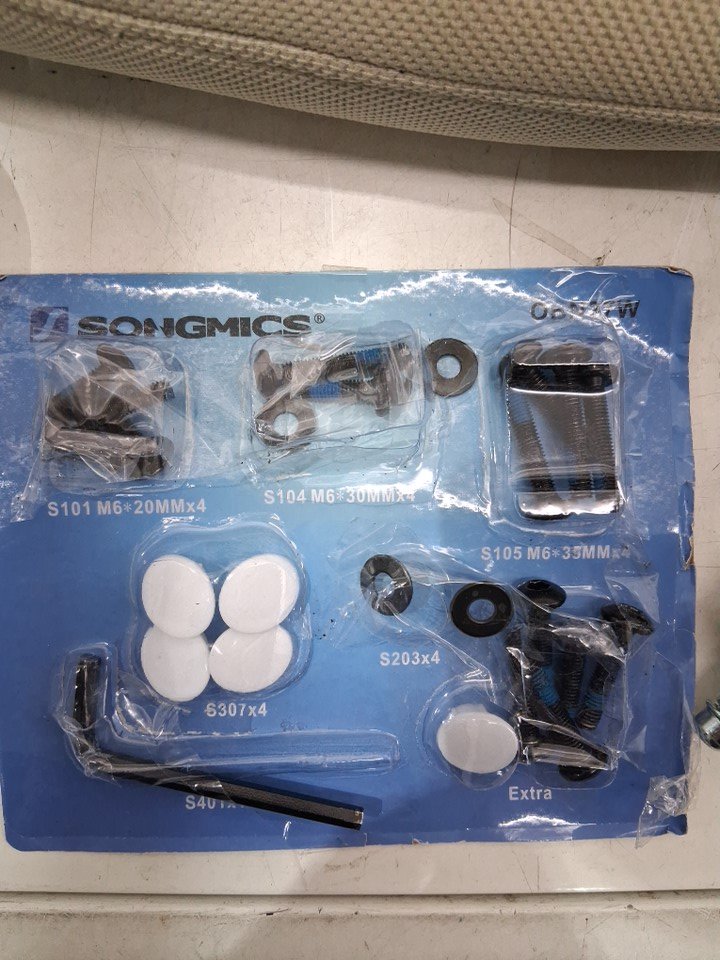 SONGMICS®
S101 M6*20MMx4
S104 M6*30MMx4
S105 M6*35MMx4
S203x4
S307x4
Extra